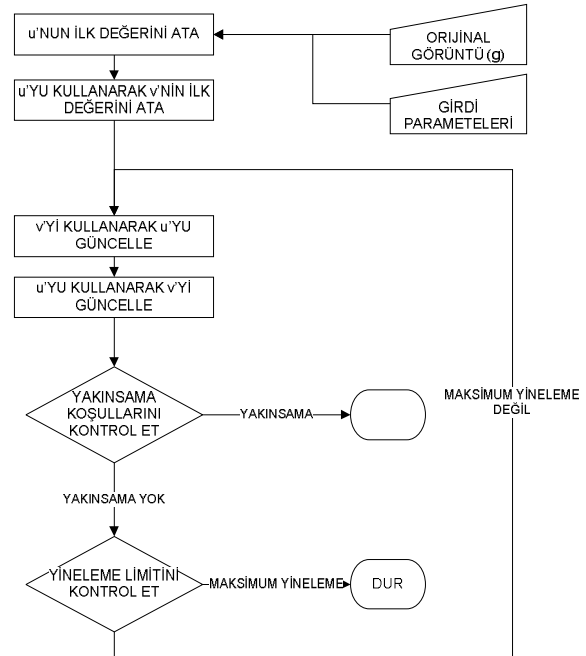 u'NUN İLK DEĞERİNİ ATA
ORIJİNAL
GÖRÜNTÜ (g)
u'YU KULLANARAK v'NİN İLK
DEĞERİNİ ATA
GİRDİ
PARAMETELERİ
v'Yİ KULLANARAK u'YU
GÜNCELLE
u'YU KULLANARAK v'Yİ
GÜNCELLE
YAKINSAMA
KOŞULLARINI
KONTROL ET
YAKINSAMA
MAKSİMUM YİNELEME
DEĞİL
YAKINSAMA YOK
YİNELEME LİMİTİNİ
KONTROL ET
MAKSİMUM YİNELEME
DUR